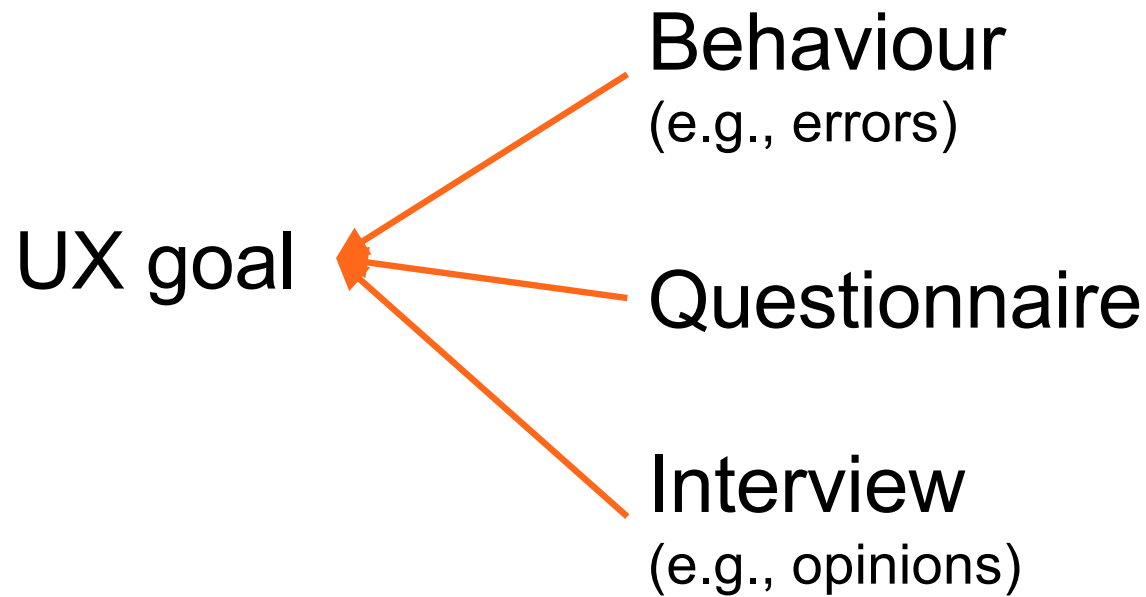 UX goal
Behaviour
(e.g., errors)
Questionnaire
Interview
(e.g., opinions)